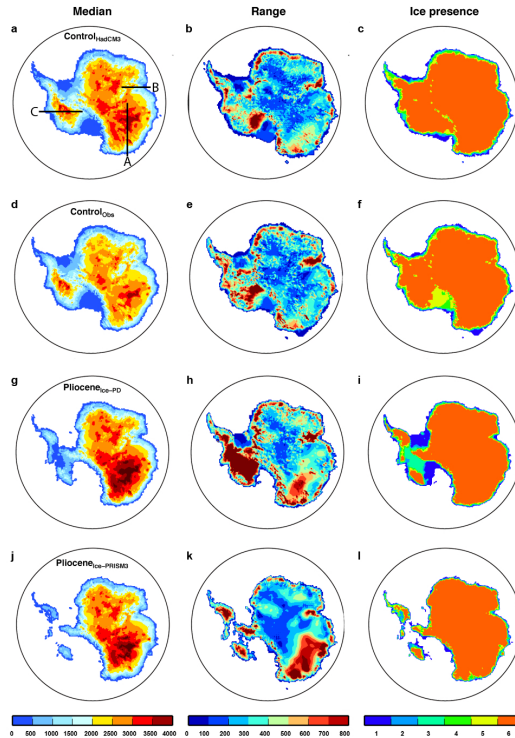 Median Range Ice presence
a Control HadCM3 b c
B
C
A
d Control Obs e f
g Pliocene Ice-PD h i
j Pliocene Ice-PRISM3 k l
0 500 1000 1500 2000 2500 3000 3500 4000 0 100 200 300 400 500 600 700 800 1 2 3 4 5 6